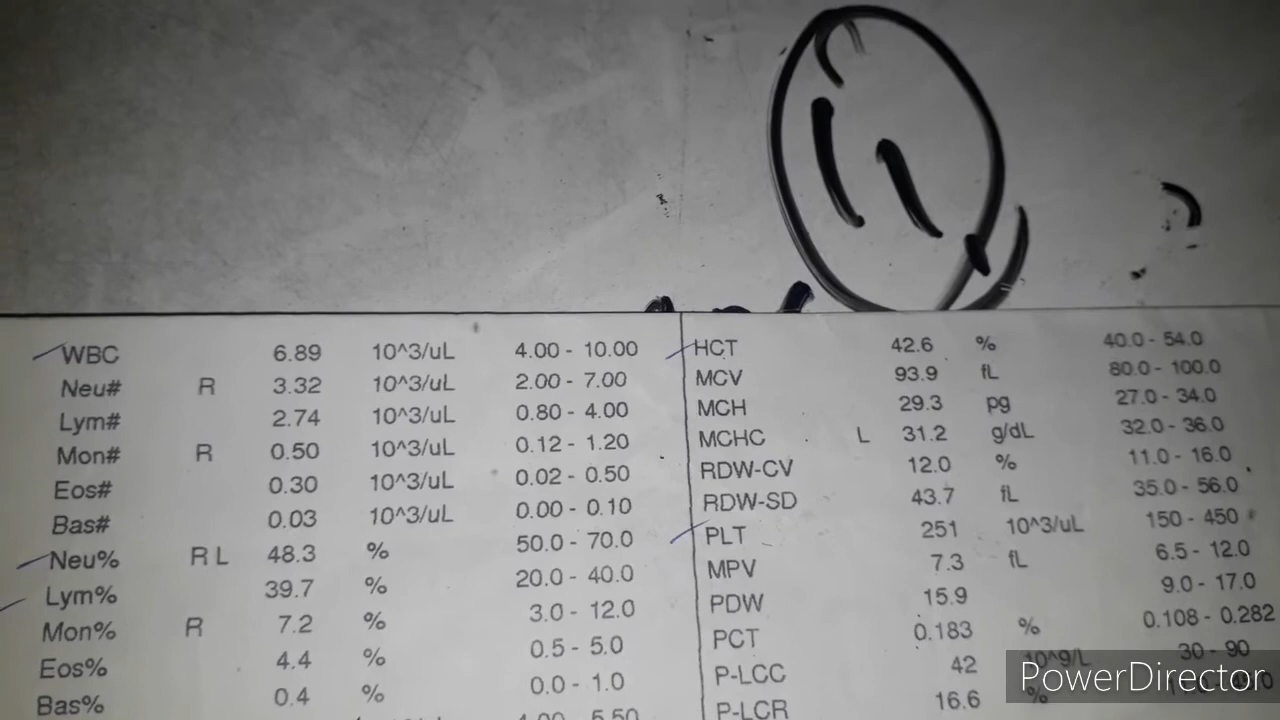 WBC 6.89 10^3/uL 4.00 - 10.00
Neu# R 3.32 10^3/uL 2.00 - 7.00
Lym# 2.74 10^3/uL 0.80 - 4.00
Mon# R 0.50 10^3/uL 0.12 - 1.20
Eos# 0.30 10^3/uL 0.02 - 0.50
Bas# 0.03 10^3/uL 0.00 - 0.10
Neu% R L 48.3 % 50.0 - 70.0
Lym% 39.7 % 20.0 - 40.0
Mon% R 7.2 % 3.0 - 12.0
Eos% 4.4 % 0.5 - 5.0
Bas% 0.4 % 0.0 - 1.0
HCT 42.6 % 40.0 - 54.0
MCV 93.9 fL 80.0 - 100.0
MCH 29.3 pg 27.0 - 34.0
MCHC L 31.2 g/dL 32.0 - 36.0
RDW-CV 12.0 % 11.0 - 16.0
RDW-SD 43.7 fL 35.0 - 56.0
PLT 251 10^3/uL 150 - 450
MPV 7.3 fL 6.5 - 12.0
PDW 15.9 9.0 - 17.0
PCT 0.183 % 0.108 - 0.282
P-LCC 42 10^9/L 30 - 90
P-LCR 16.6 %
PowerDirector